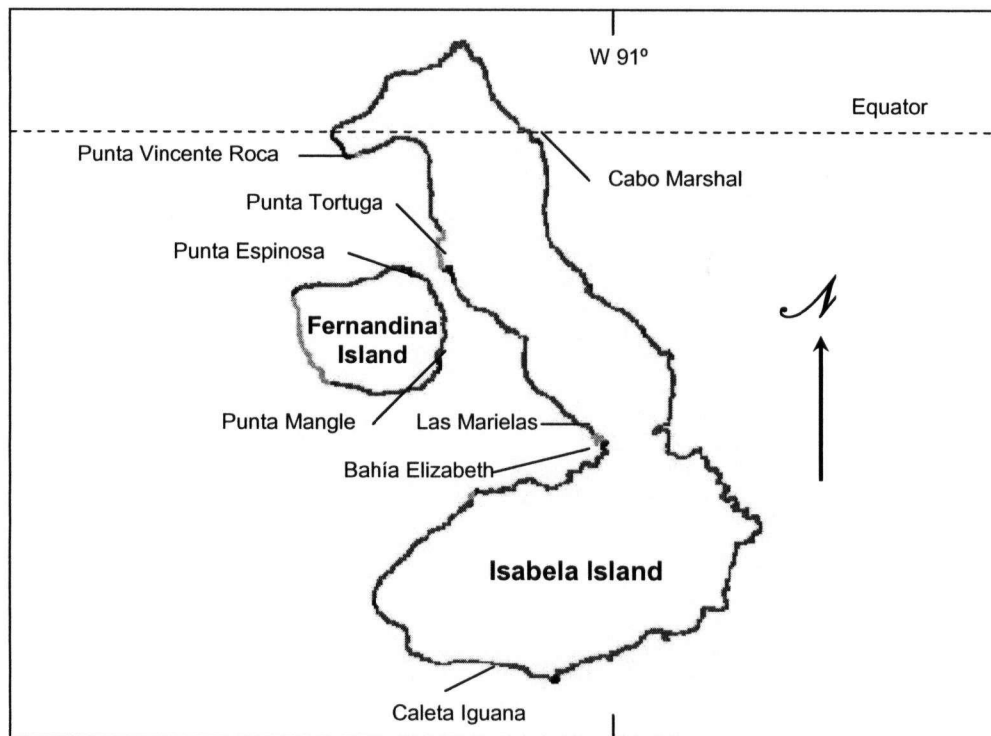 W 91º
Equator
Punta Vincente Roca
Cabo Marshal
Punta Tortuga
Punta Espinosa
N
Fernandina
Island
Punta Mangle
Las Marielas
Bahía Elizabeth
Isabela Island
Caleta Iguana